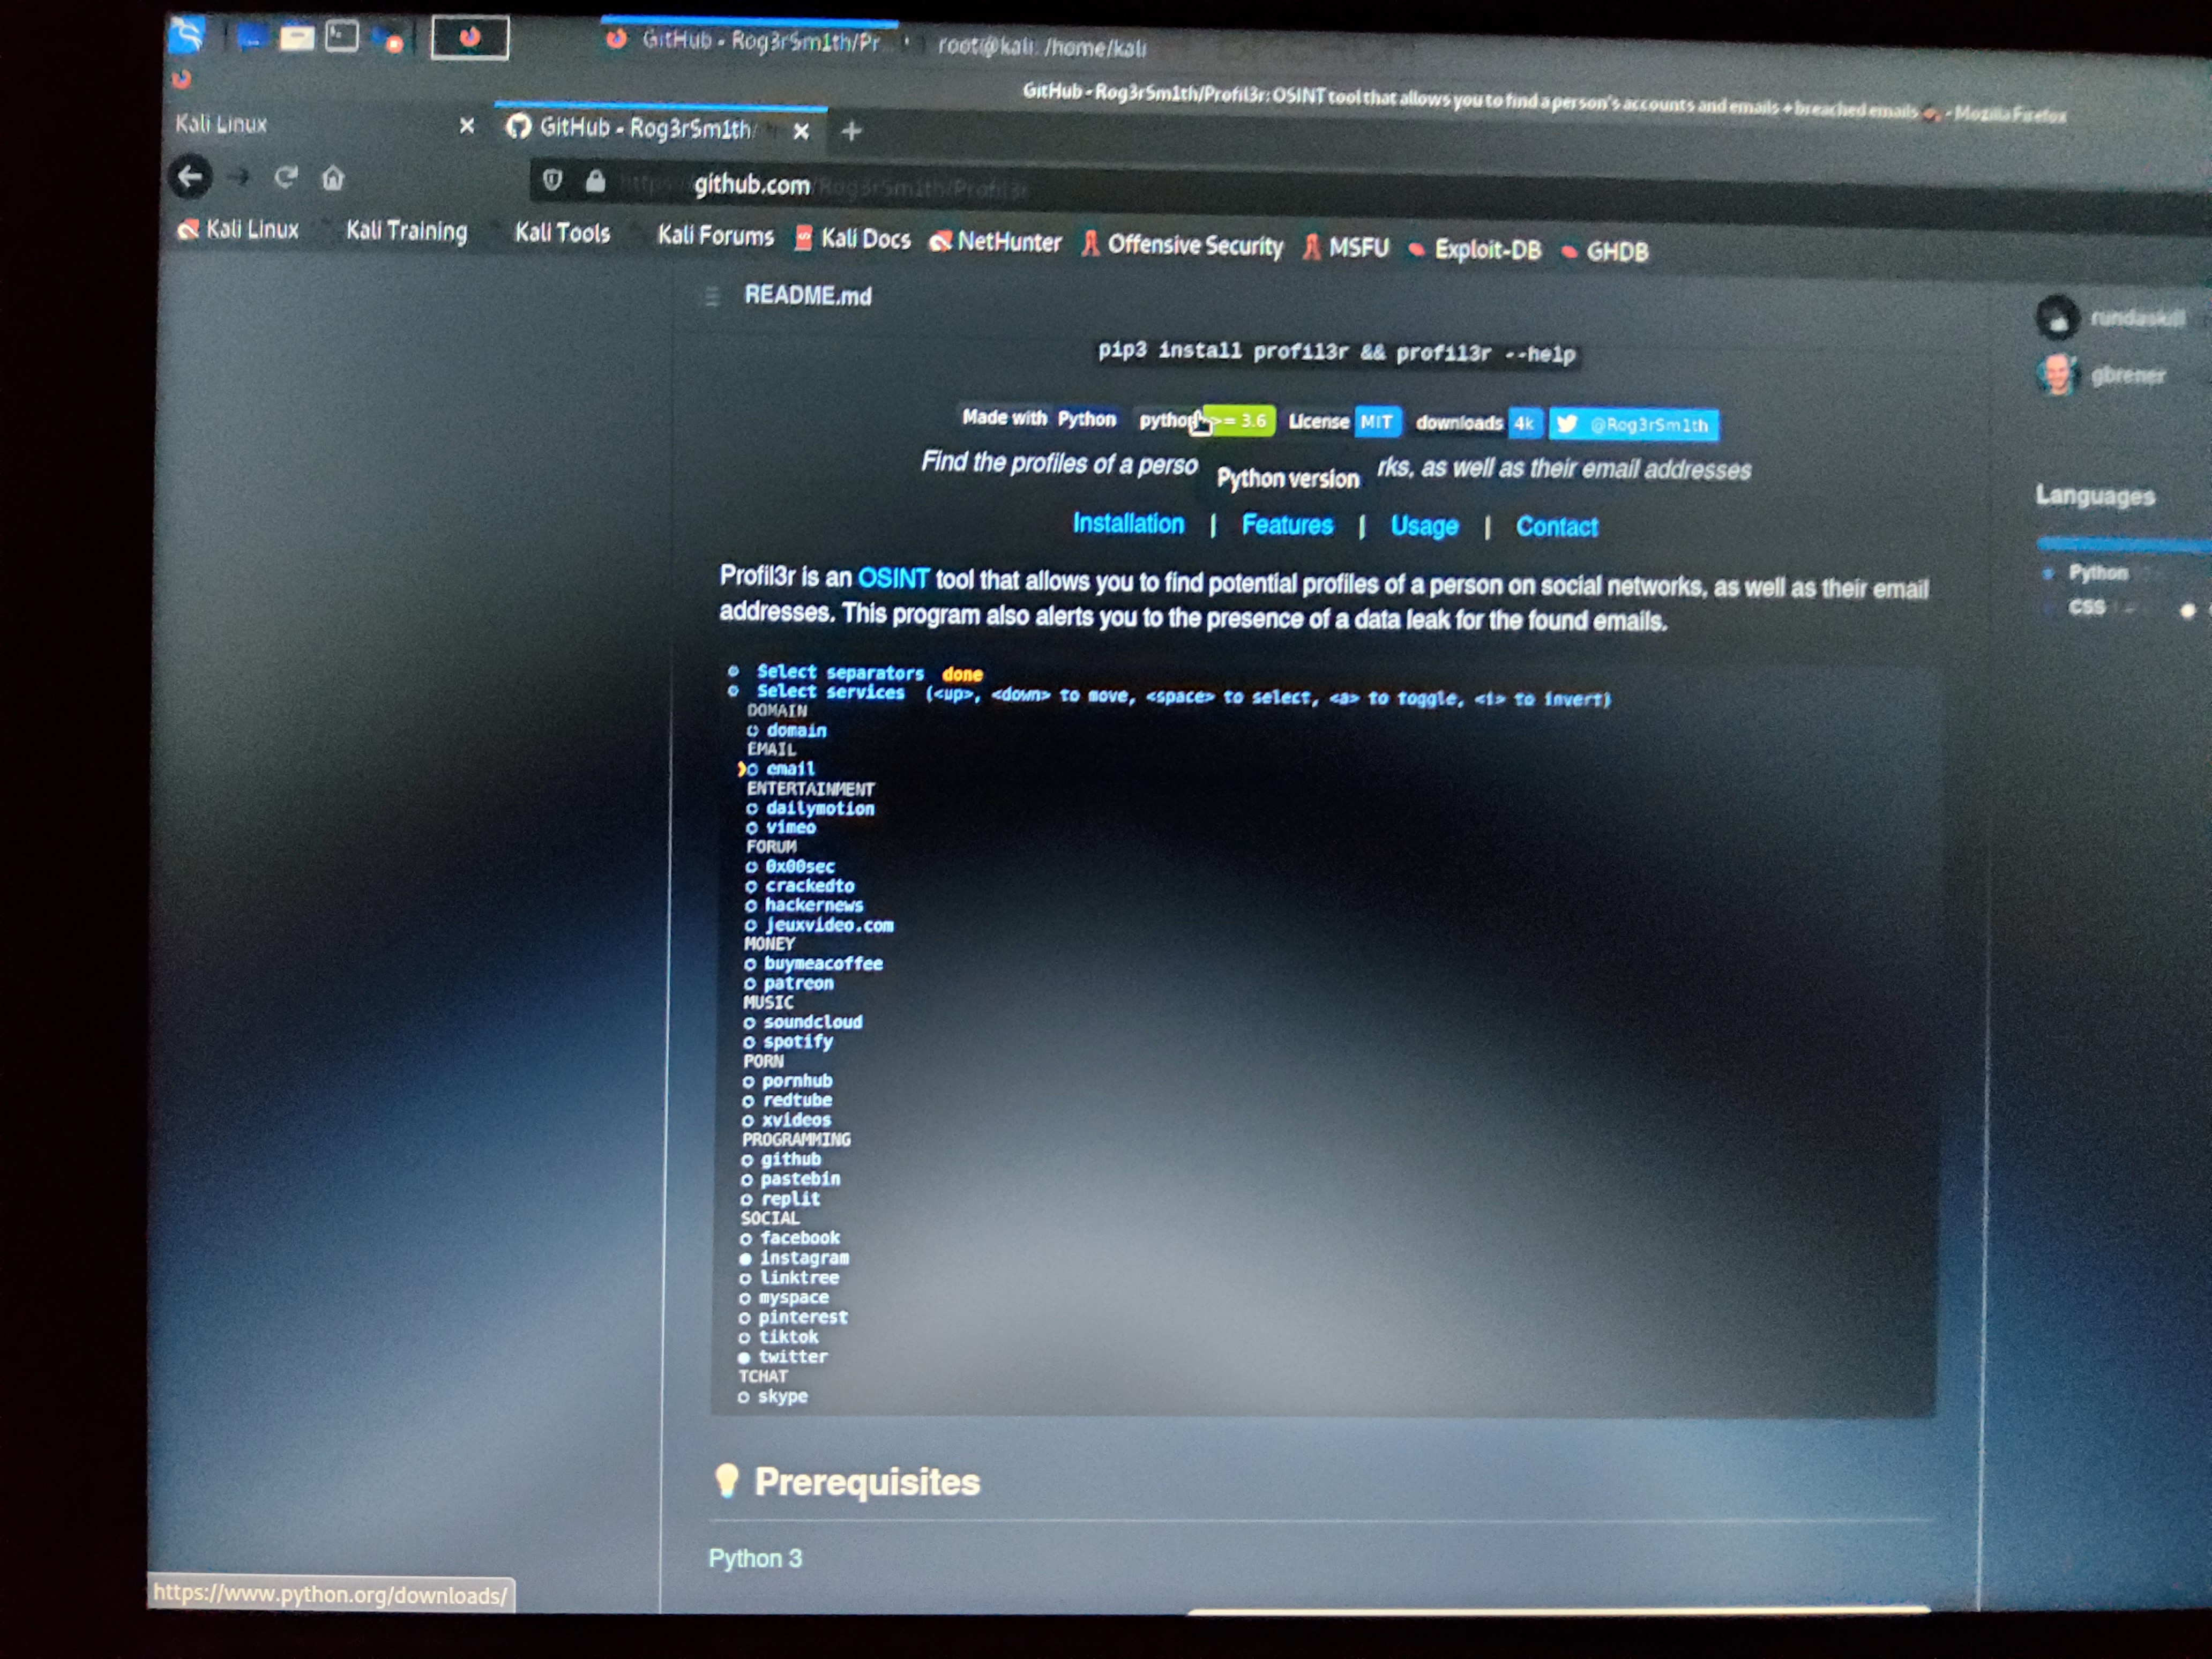 GitHub - Rog3rSm1th/Pr...
root@kali: /home/kali
GitHub - Rog3rSm1th/Profil3r: OSINT tool that allows you to find a person's accounts and emails + breached emails - Mozilla Firefox
Kali Linux
GitHub - Rog3rSm1th/
https://github.com/Rog3rSm1th/Profil3r
Kali Linux Kali Training Kali Tools Kali Forums Kali Docs NetHunter Offensive Security MSFU Exploit-DB GHDB
README.md
rundaskill
gbrener
pip3 install profil3r && profil3r --help
Made with Python python >= 3.6 License MIT downloads 4k @Rog3rSm1th
Find the profiles of a perso rks, as well as their email addresses
Python version
Installation | Features | Usage | Contact
Languages
Python
CSS
Profil3r is an OSINT tool that allows you to find potential profiles of a person on social networks, as well as their email
addresses. This program also alerts you to the presence of a data leak for the found emails.
Select separators done
Select services (<up>, <down> to move, <space> to select, <a> to toggle, <i> to invert)
DOMAIN
domain
EMAIL
email
ENTERTAINMENT
dailymotion
vimeo
FORUM
0x00sec
crackedto
hackernews
jeuxvideo.com
MONEY
buymeacoffee
patreon
MUSIC
soundcloud
spotify
PORN
pornhub
redtube
xvideos
PROGRAMMING
github
pastebin
replit
SOCIAL
facebook
instagram
linktree
myspace
pinterest
tiktok
twitter
TCHAT
skype
Prerequisites
Python 3
https://www.python.org/downloads/